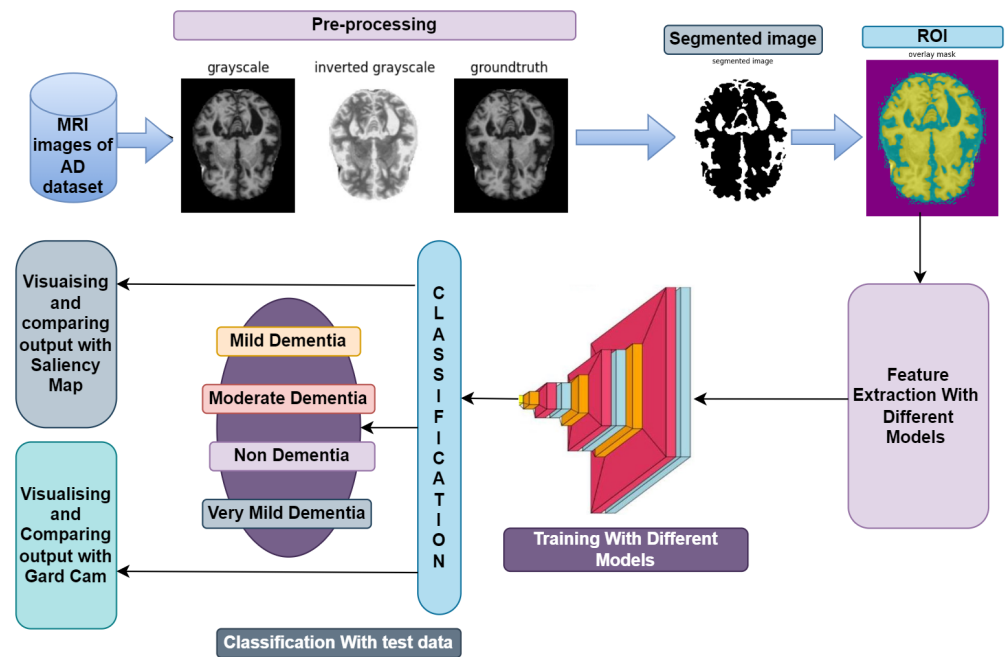 Pre-processing
Segmented image
segmented image
ROI
overlay mask
grayscale
inverted grayscale
groundtruth
MRI
images of
AD
dataset
Visuaising
and
comparing
output with
Saliency
Map
Mild Dementia
Moderate Dementia
Non Dementia
Very Mild Dementia
C
L
A
S
S
I
F
I
C
A
T
I
O
N
Feature
Extraction With
Different
Models
Training With Different
Models
Visualising
and
Comparing
output with
Gard Cam
Classification With test data